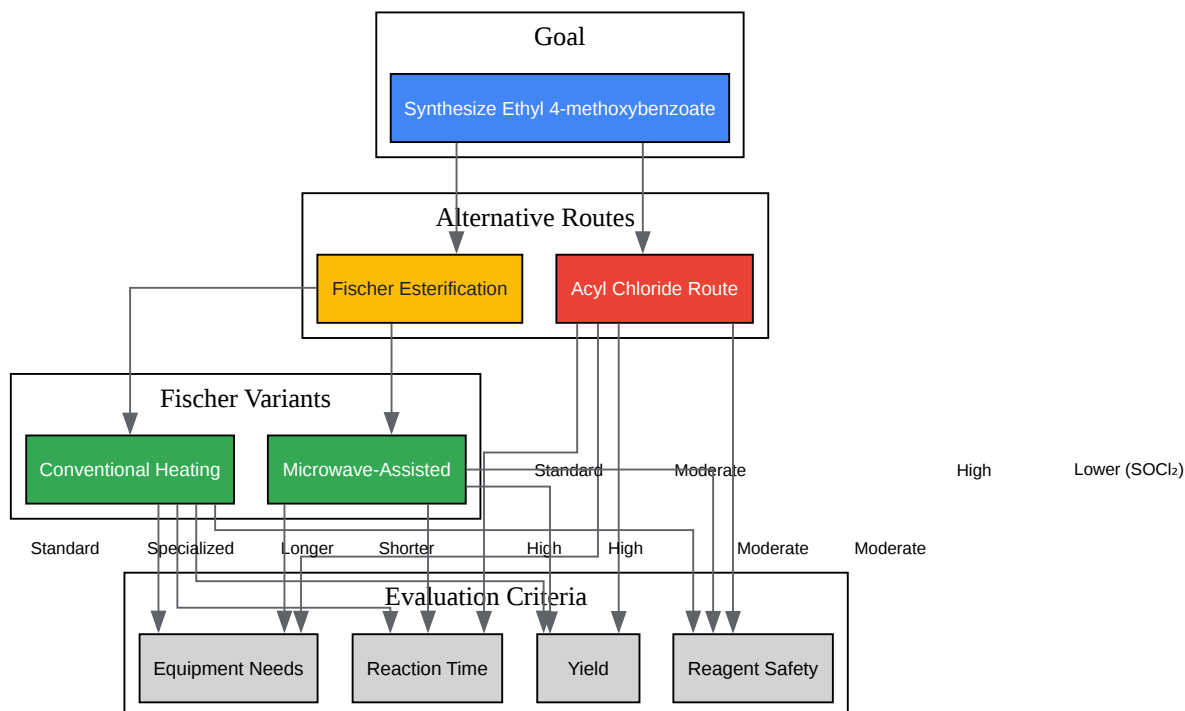 Goal
Synthesize Ethyl 4-methoxybenzoate
Alternative Routes
Fischer Esterification
Acyl Chloride Route
Fischer Variants
Conventional Heating
Microwave-Assisted
Standard
Moderate
High
Lower (SOCl₂)
Standard
Specialized
Longer
Shorter
High
High
Moderate
Moderate
Evaluation Criteria
Equipment Needs
Reaction Time
Yield
Reagent Safety